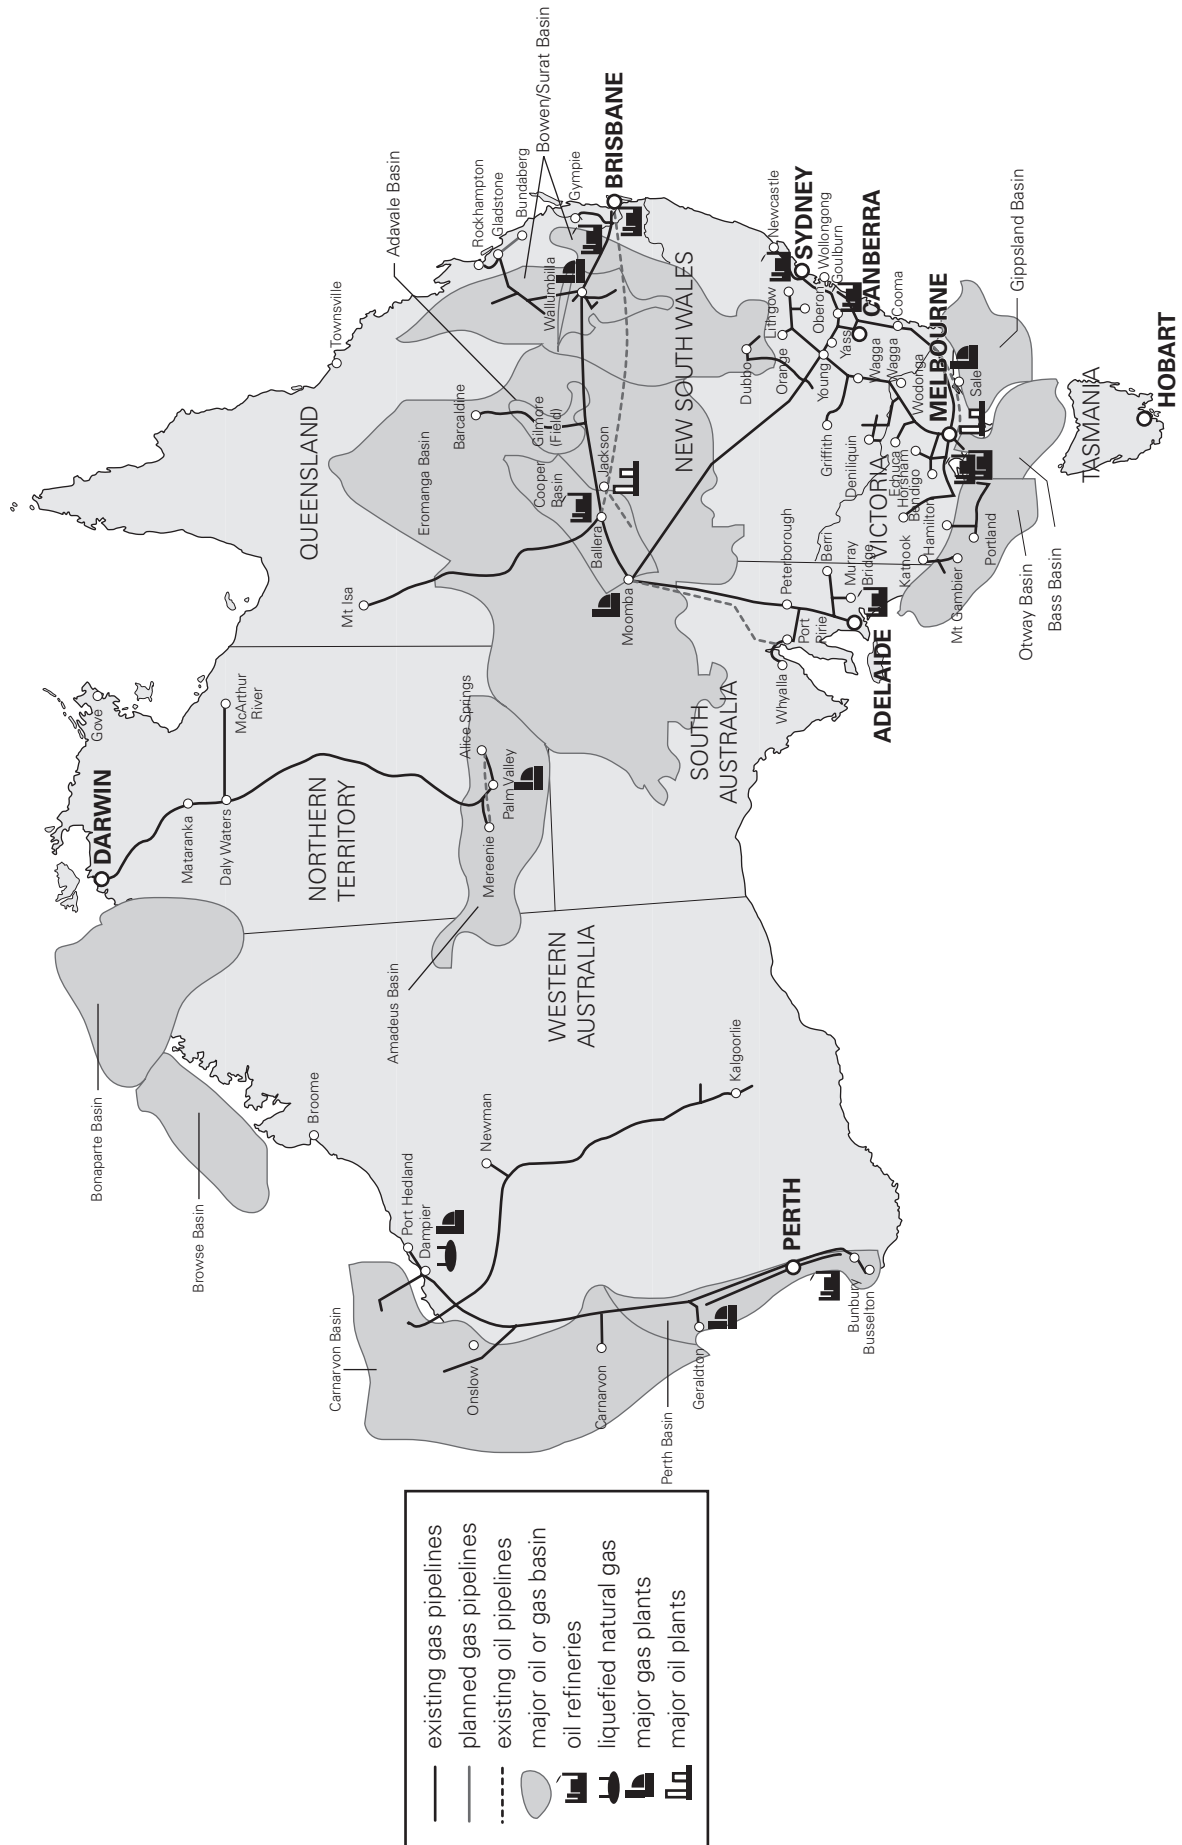 Bonaparte Basin
Browse Basin
Broome
Port Hedland
Dampier
Carnarvon Basin
Onslow
Carnarvon
Perth Basin
Geraldton
PERTH
Bunbury
Busselton
Newman
Kalgoorlie
WESTERN
AUSTRALIA
Amadeus Basin
DARWIN
Gove
Mataranka
Daly Waters
McArthur
River
NORTHERN
TERRITORY
Alice Springs
Palm Valley
Mereenie
SOUTH
AUSTRALIA
Moomba
Whyalla
Port
Pirie
Peterborough
Berri
Murray
Bridge
ADELAIDE
QUEENSLAND
Mt Isa
Townsville
Eromanga Basin
Barcaldine
Gilmore
(Field)
Cooper
Basin
Ballera
Jackson
Adavale Basin
Rockhampton
Gladstone
Bundaberg
Bowen/Surat Basin
Gympie
Wallumbilla
BRISBANE
NEW SOUTH WALES
Newcastle
SYDNEY
Wollongong
Goulburn
CANBERRA
Lithgow
Oberon
Dubbo
Orange
Young
Yass
Cooma
Wagga
Wagga
Griffith
Deniliquin
Wodonga
VICTORIA
Echuca
Horsham
Bendigo
Hamilton
Katnook
MELBOURNE
Sale
Portland
Mt Gambier
Otway Basin
Bass Basin
Gippsland Basin
TASMANIA
HOBART
existing gas pipelines
planned gas pipelines
existing oil pipelines
major oil or gas basin
oil refineries
liquefied natural gas
major gas plants
major oil plants